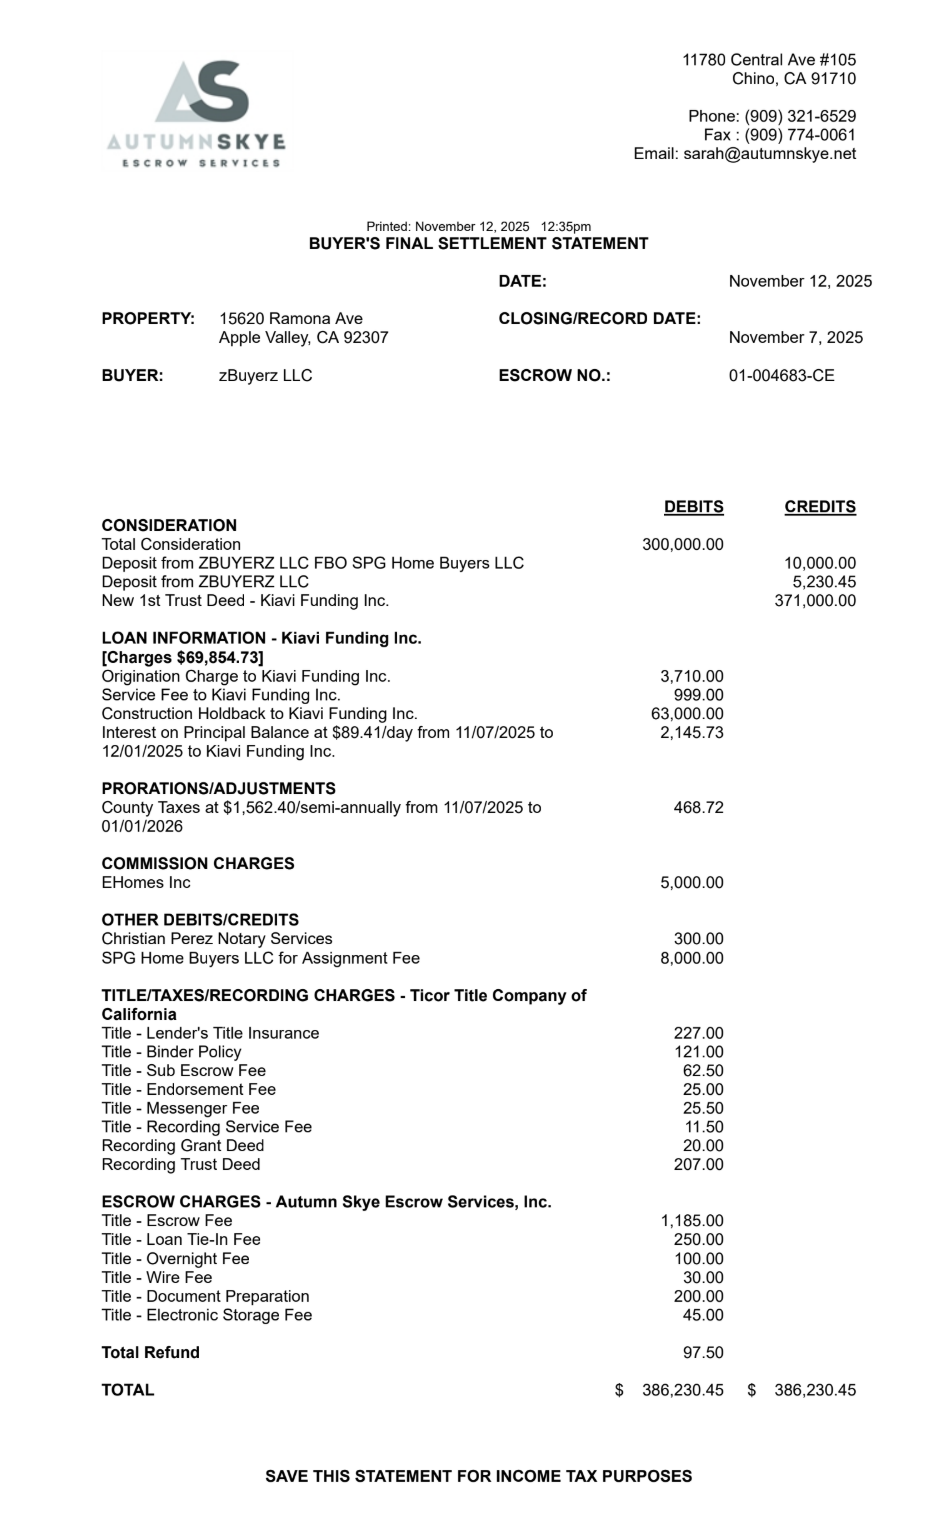 AS
AUTUMNSKYE
ESCROW SERVICES
11780 Central Ave #105
Chino, CA 91710
Phone: (909) 321-6529
Fax : (909) 774-0061
Email: sarah@autumnskye.net
Printed: November 12, 2025 12:35pm
BUYER'S FINAL SETTLEMENT STATEMENT
DATE: November 12, 2025
PROPERTY: 15620 Ramona Ave CLOSING/RECORD DATE:
Apple Valley, CA 92307 November 7, 2025
BUYER: zBuyerz LLC ESCROW NO.: 01-004683-CE
DEBITS CREDITS
CONSIDERATION
Total Consideration 300,000.00
Deposit from ZBUYERZ LLC FBO SPG Home Buyers LLC 10,000.00
Deposit from ZBUYERZ LLC 5,230.45
New 1st Trust Deed - Kiavi Funding Inc. 371,000.00
LOAN INFORMATION - Kiavi Funding Inc.
[Charges $69,854.73]
Origination Charge to Kiavi Funding Inc. 3,710.00
Service Fee to Kiavi Funding Inc. 999.00
Construction Holdback to Kiavi Funding Inc. 63,000.00
Interest on Principal Balance at $89.41/day from 11/07/2025 to 2,145.73
12/01/2025 to Kiavi Funding Inc.
PRORATIONS/ADJUSTMENTS
County Taxes at $1,562.40/semi-annually from 11/07/2025 to 468.72
01/01/2026
COMMISSION CHARGES
EHomes Inc 5,000.00
OTHER DEBITS/CREDITS
Christian Perez Notary Services 300.00
SPG Home Buyers LLC for Assignment Fee 8,000.00
TITLE/TAXES/RECORDING CHARGES - Ticor Title Company of
California
Title - Lender's Title Insurance 227.00
Title - Binder Policy 121.00
Title - Sub Escrow Fee 62.50
Title - Endorsement Fee 25.00
Title - Messenger Fee 25.50
Title - Recording Service Fee 11.50
Recording Grant Deed 20.00
Recording Trust Deed 207.00
ESCROW CHARGES - Autumn Skye Escrow Services, Inc.
Title - Escrow Fee 1,185.00
Title - Loan Tie-In Fee 250.00
Title - Overnight Fee 100.00
Title - Wire Fee 30.00
Title - Document Preparation 200.00
Title - Electronic Storage Fee 45.00
Total Refund 97.50
TOTAL $ 386,230.45 $ 386,230.45
SAVE THIS STATEMENT FOR INCOME TAX PURPOSES